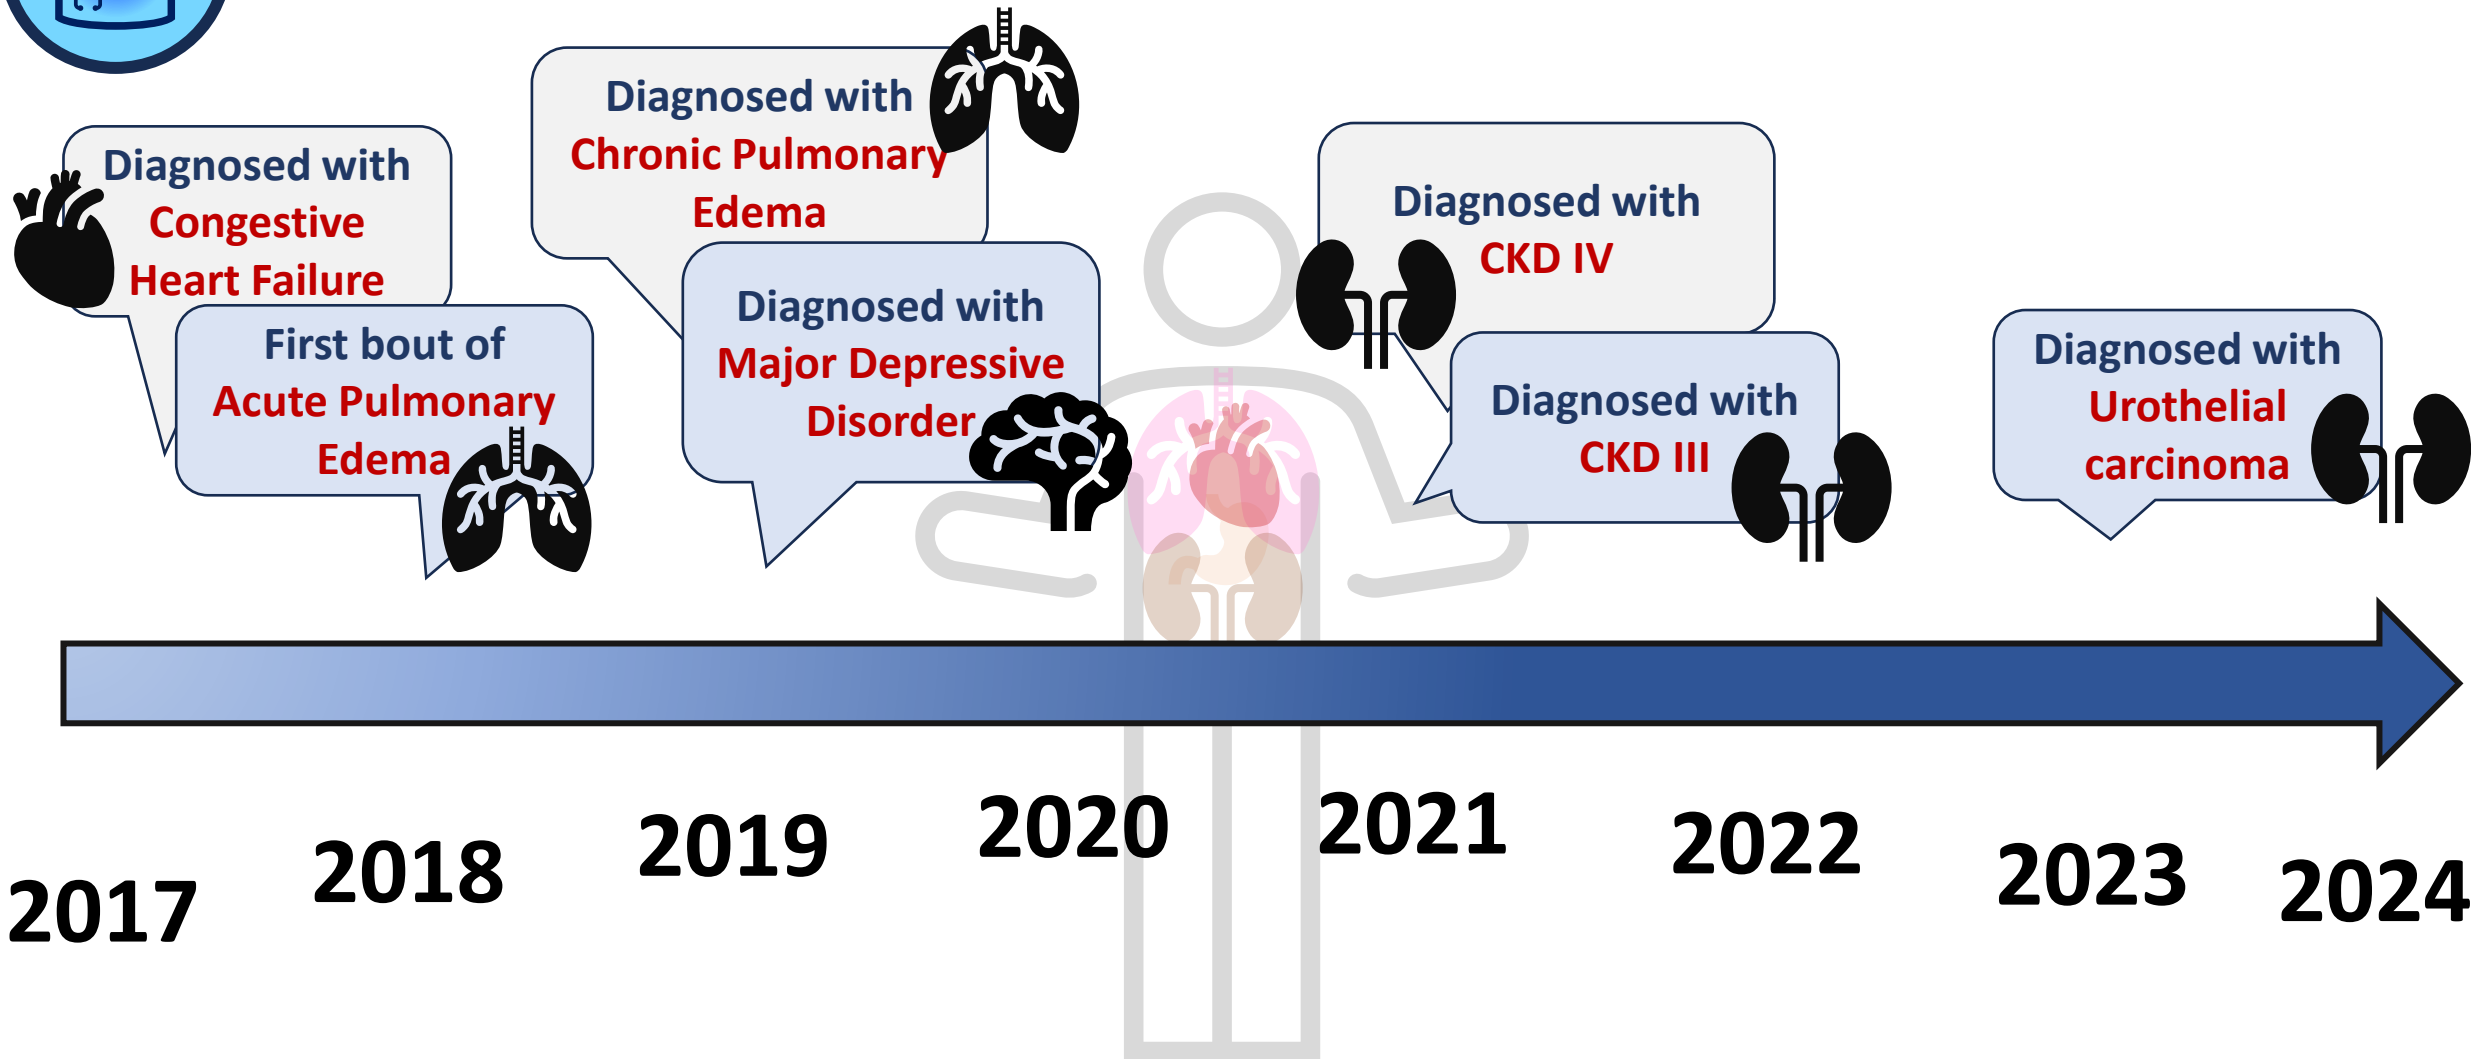 Diagnosed with
Congestive
Heart Failure
First bout of
Acute Pulmonary
Edema
Diagnosed with
Chronic Pulmonary
Edema
Diagnosed with
Major Depressive
Disorder
Diagnosed with
CKD IV
Diagnosed with
CKD III
Diagnosed with
Urothelial
carcinoma
2017
2018
2019
2020
2021
2022
2023
2024